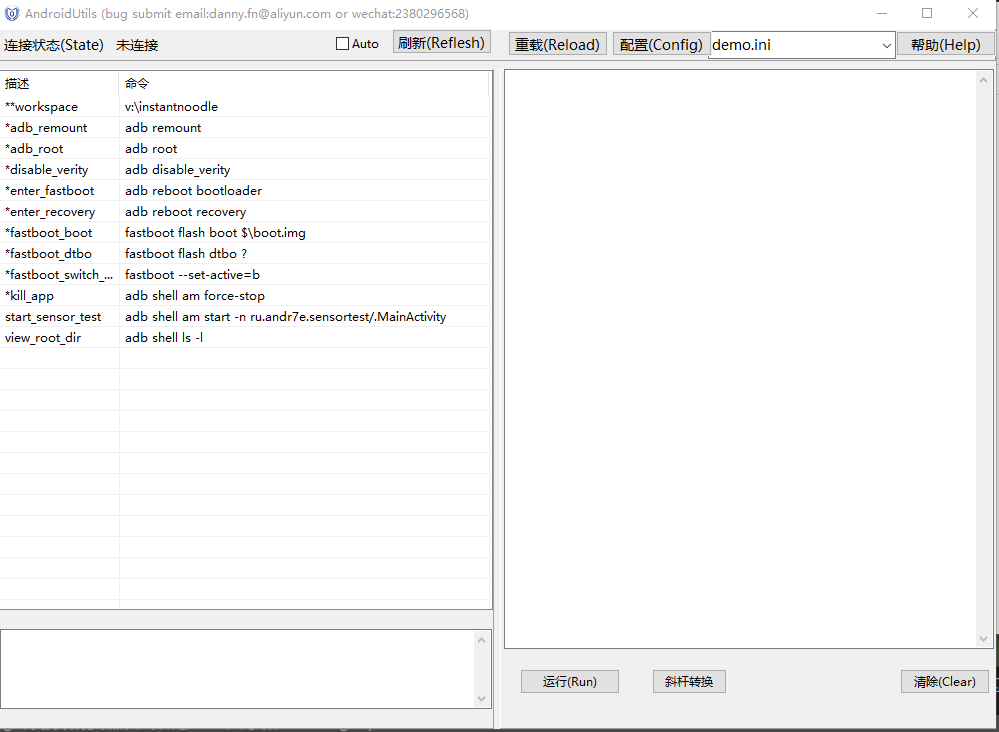 AndroidUtils (bug submit email:danny.fn@aliyun.com or wechat:2380296568)
连接状态(State) 未连接 Auto 刷新(Reflesh) 重载(Reload) 配置(Config) demo.ini 帮助(Help)
描述 命令
**workspace v:\instantnoodle
*adb_remount adb remount
*adb_root adb root
*disable_verity adb disable_verity
*enter_fastboot adb reboot bootloader
*enter_recovery adb reboot recovery
*fastboot_boot fastboot flash boot $\boot.img
*fastboot_dtbo fastboot flash dtbo ?
*fastboot_switch_... fastboot --set-active=b
*kill_app adb shell am force-stop
start_sensor_test adb shell am start -n ru.andr7e.sensortest/.MainActivity
view_root_dir adb shell ls -l
运行(Run) 斜杆转换 清除(Clear)